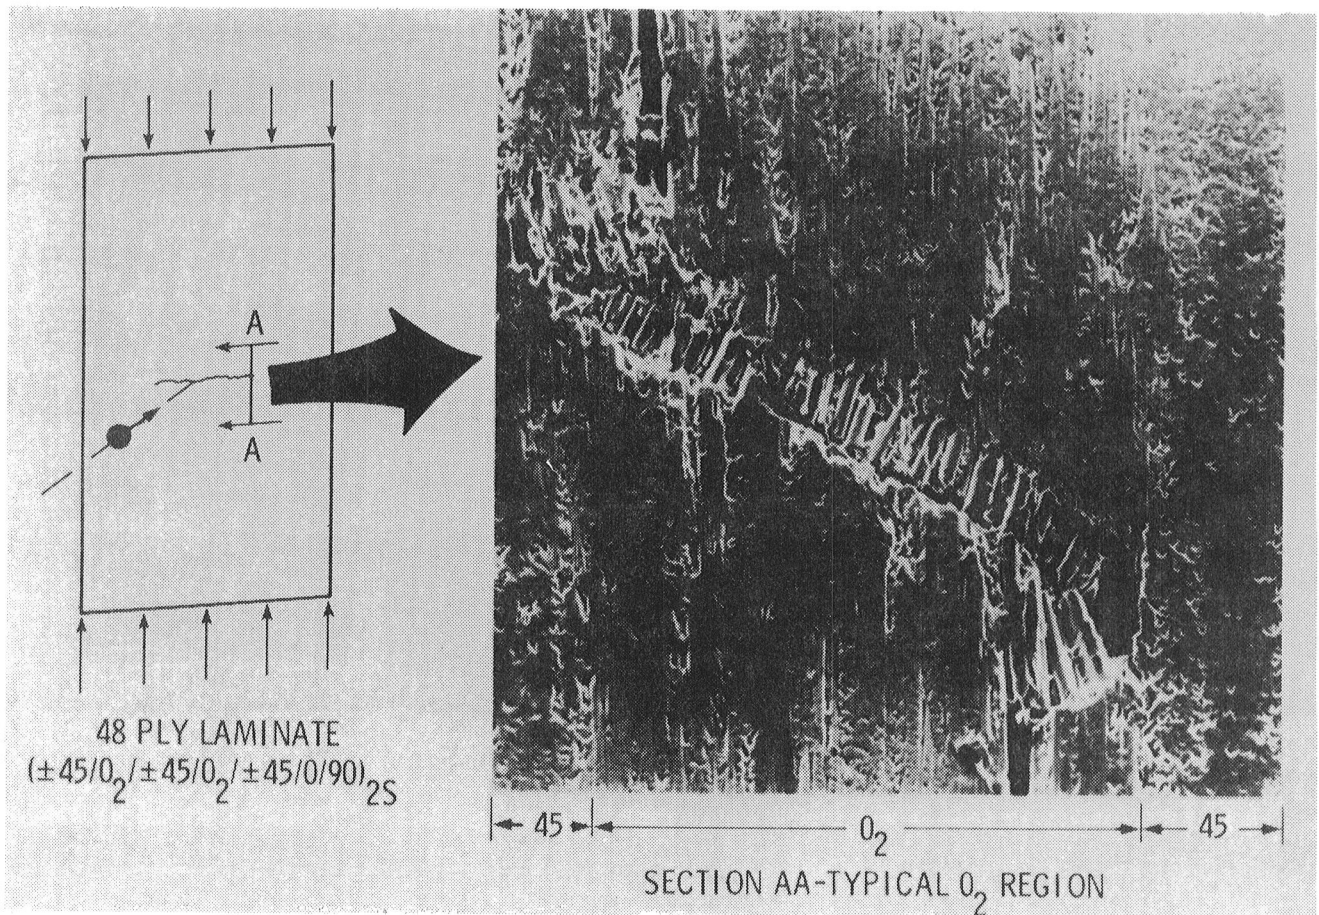 A
A
48 PLY LAMINATE
(±45/0₂/±45/0₂/±45/0/90)₂S
45
0₂
45
SECTION AA-TYPICAL 0₂ REGION